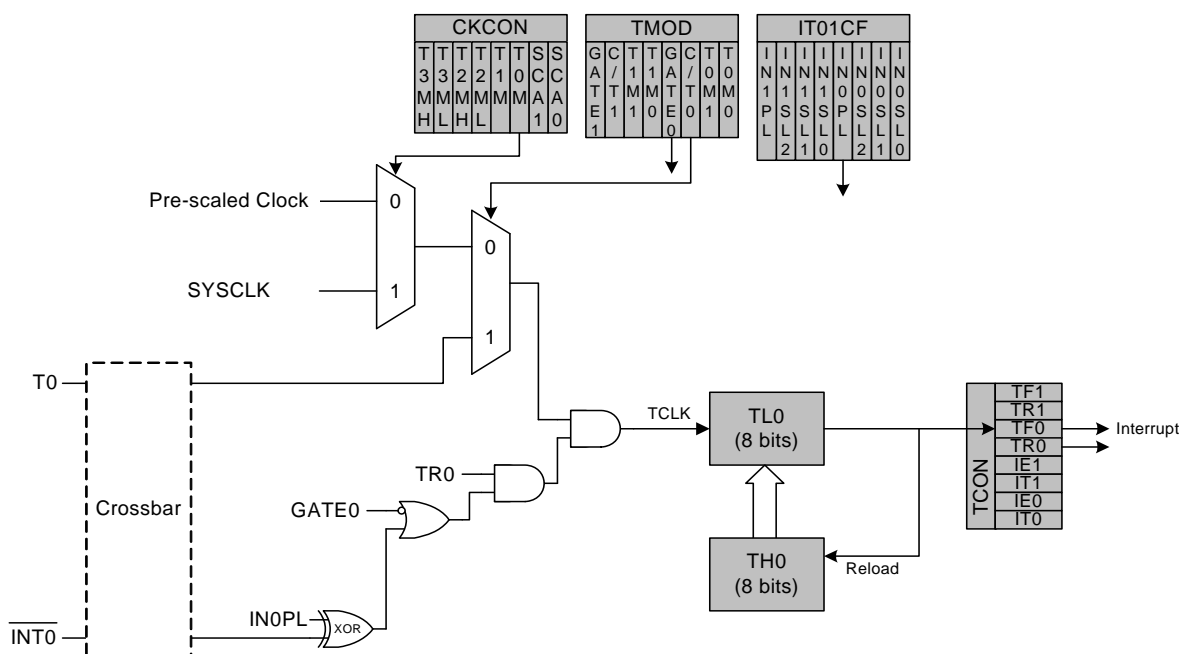 CKCON
T3MH
T3ML
T2MH
T2ML
T1M
T0M
SCA1
SCA0
TMOD
GATE1
C/T1
T1M1
T1M0
GATE0
C/T0
T0M1
T0M0
IT01CF
IN1PL
IN1SL2
IN1SL1
IN1SL0
IN0PL
IN0SL2
IN0SL1
IN0SL0
Pre-scaled Clock
0
SYSCLK
1
0
1
T0
Crossbar
INT0
GATE0
TR0
IN0PL
XOR
TCLK
TL0
(8 bits)
TH0
(8 bits)
Reload
TCON
TF1
TR1
TF0
TR0
IE1
IT1
IE0
IT0
Interrupt